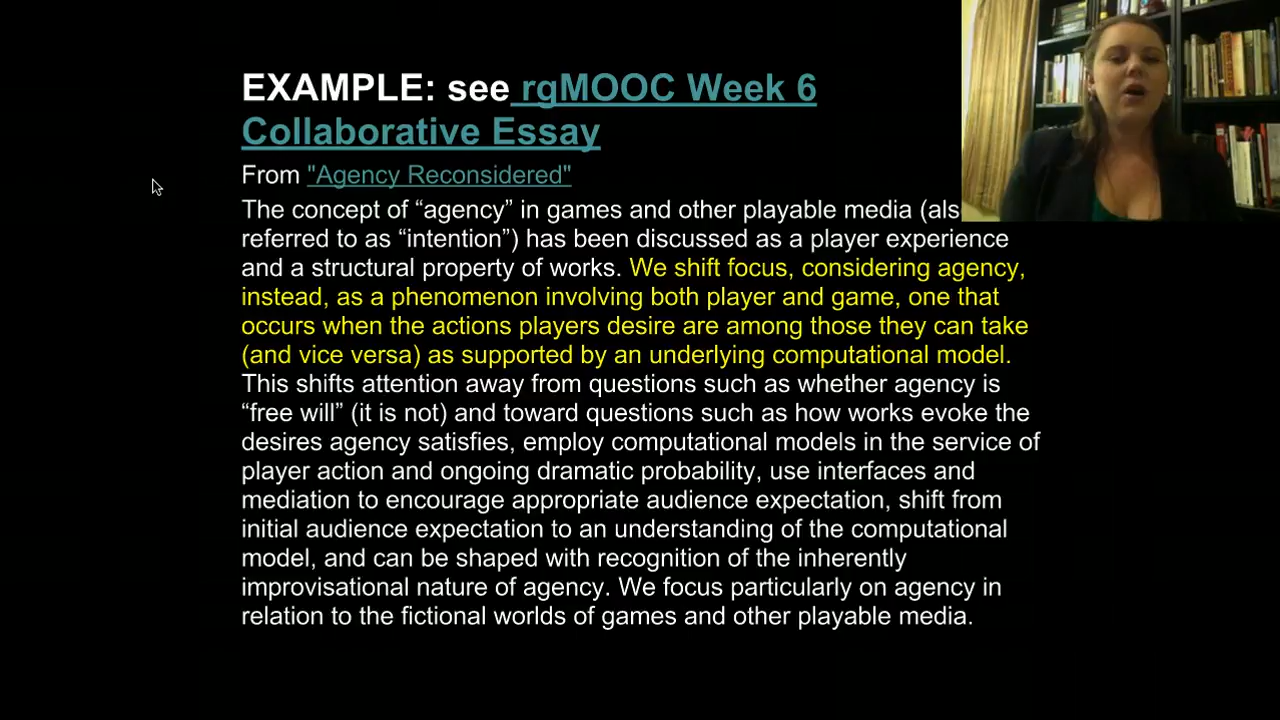 EXAMPLE: see rgMOOC Week 6
Collaborative Essay
From "Agency Reconsidered"
The concept of “agency” in games and other playable media (als
referred to as “intention”) has been discussed as a player experience
and a structural property of works. We shift focus, considering agency,
instead, as a phenomenon involving both player and game, one that
occurs when the actions players desire are among those they can take
(and vice versa) as supported by an underlying computational model.
This shifts attention away from questions such as whether agency is
“free will” (it is not) and toward questions such as how works evoke the
desires agency satisfies, employ computational models in the service of
player action and ongoing dramatic probability, use interfaces and
mediation to encourage appropriate audience expectation, shift from
initial audience expectation to an understanding of the computational
model, and can be shaped with recognition of the inherently
improvisational nature of agency. We focus particularly on agency in
relation to the fictional worlds of games and other playable media.